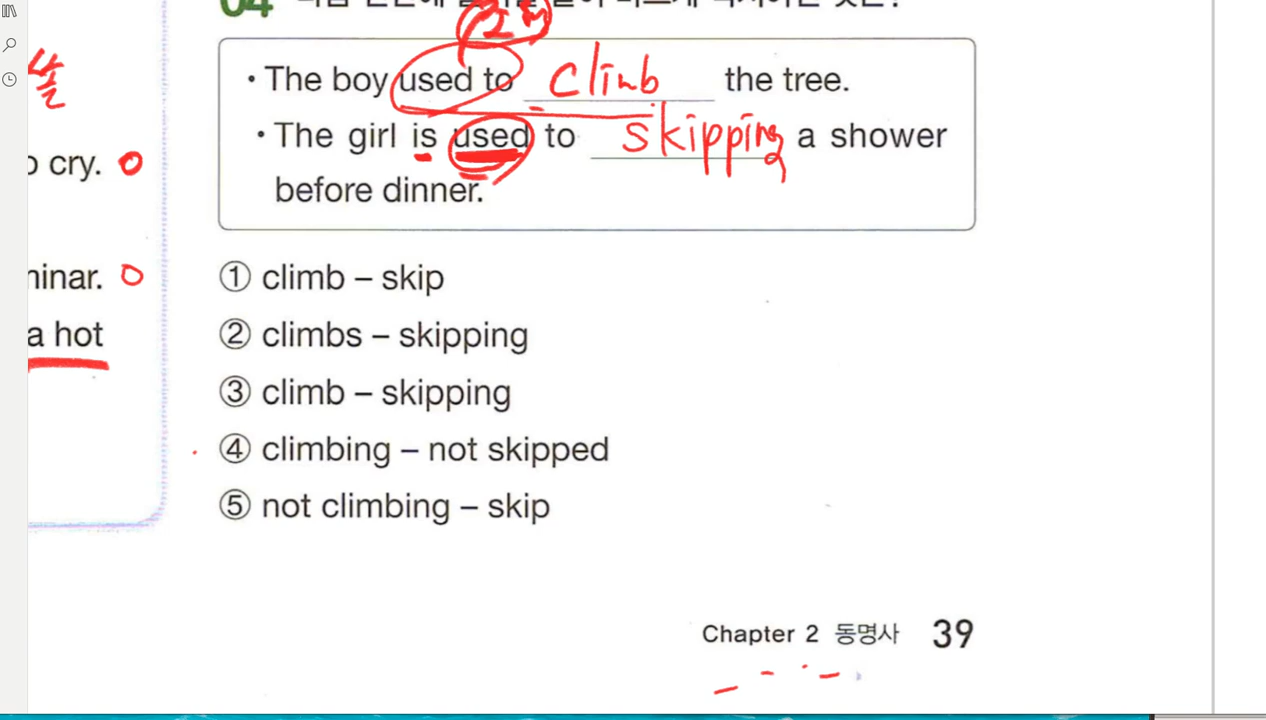 04
• The boy used to climb the tree.
• The girl is used to skipping a shower
before dinner.
cry.
a hot
① climb – skip
② climbs – skipping
③ climb – skipping
④ climbing – not skipped
⑤ not climbing – skip
Chapter 2 동명사 39